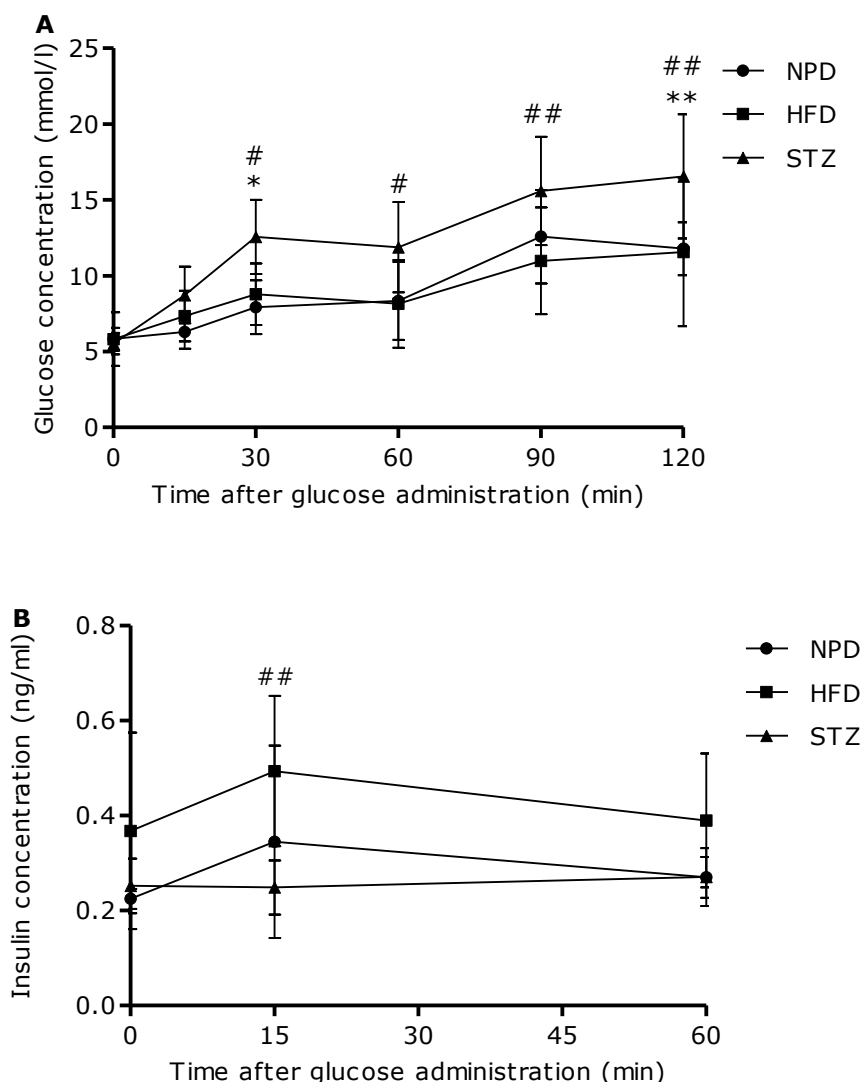 A
Glucose concentration (mmol/l)
25
20
15
10
5
0
0 30 60 90 120
Time after glucose administration (min)
#
*
#
##
##
**
NPD
HFD
STZ
B
Insulin concentration (ng/ml)
0.8
0.6
0.4
0.2
0.0
0 15 30 45 60
Time after glucose administration (min)
##
NPD
HFD
STZ